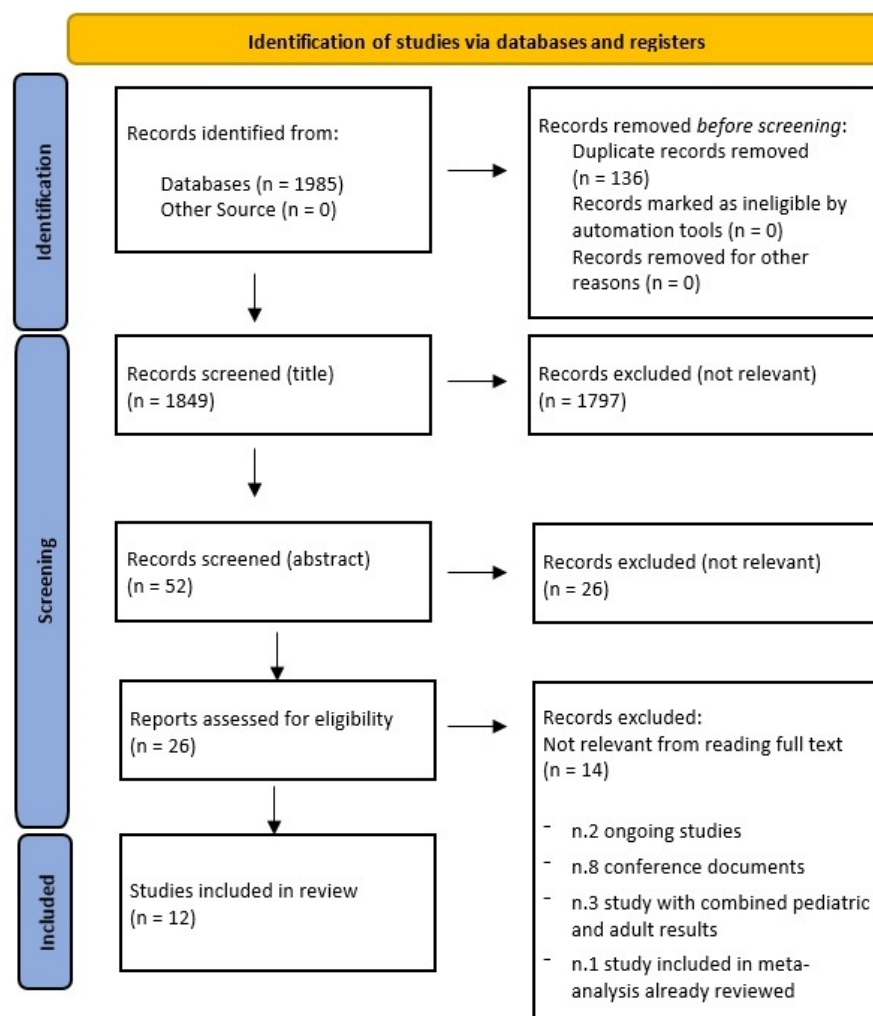 Identification of studies via databases and registers
Identification
Records identified from:
Databases (n = 1985)
Other Source (n = 0)
Records removed before screening:
Duplicate records removed
(n = 136)
Records marked as ineligible by
automation tools (n = 0)
Records removed for other
reasons (n = 0)
Screening
Records screened (title)
(n = 1849)
Records excluded (not relevant)
(n = 1797)
Records screened (abstract)
(n = 52)
Records excluded (not relevant)
(n = 26)
Reports assessed for eligibility
(n = 26)
Records excluded:
Not relevant from reading full text
(n = 14)
- n.2 ongoing studies
- n.8 conference documents
- n.3 study with combined pediatric
and adult results
- n.1 study included in meta-
analysis already reviewed
Included
Studies included in review
(n = 12)